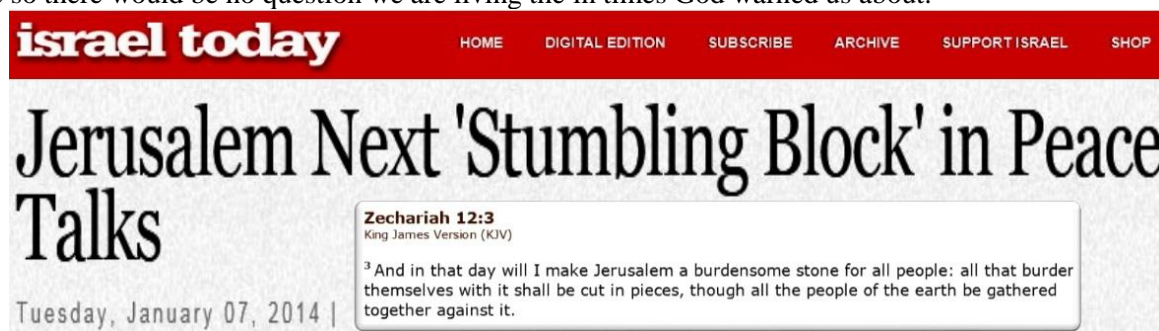 so there would be no question we are living the in times God warned us about.
israel today HOME DIGITAL EDITION SUBSCRIBE ARCHIVE SUPPORT ISRAEL SHOP
Jerusalem Next 'Stumbling Block' in Peace
Talks
Zechariah 12:3
King James Version (KJV)
3 And in that day will I make Jerusalem a burdensome stone for all people: all that burder
themselves with it shall be cut in pieces, though all the people of the earth be gathered
together against it.
Tuesday, January 07, 2014 |